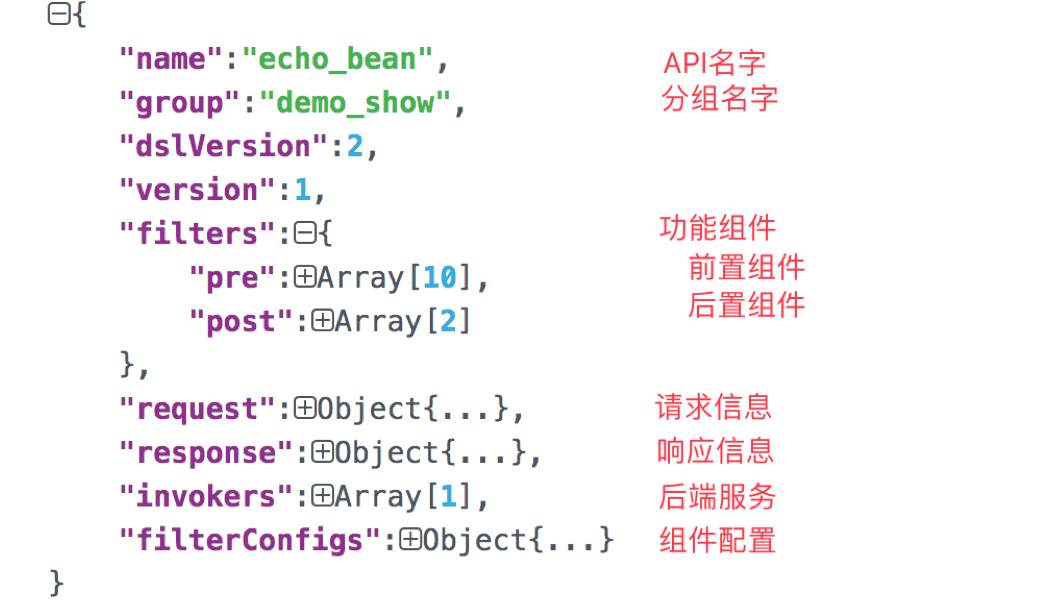 {
"name":"echo_bean", API名字
"group":"demo_show", 分组名字
"dslVersion":2,
"version":1,
"filters":{ 功能组件
"pre":Array[10], 前置组件
"post":Array[2] 后置组件
},
"request":Object{...}, 请求信息
"response":Object{...}, 响应信息
"invokers":Array[1], 后端服务
"filterConfigs":Object{...} 组件配置
}